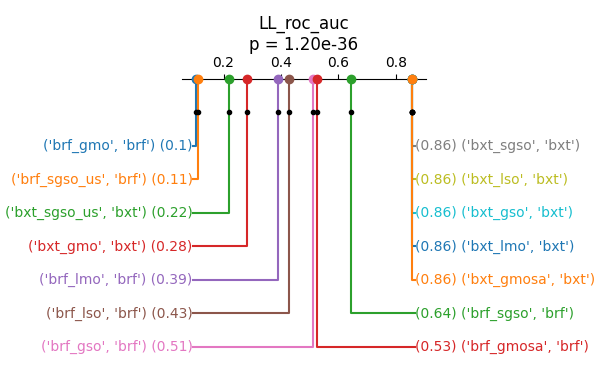 LL_roc_auc
p = 1.20e-36
0.2 0.4 0.6 0.8
('brf_gmo', 'brf') (0.1)
(0.86) ('bxt_sgso', 'bxt')
('brf_sgso_us', 'brf') (0.11)
(0.86) ('bxt_lso', 'bxt')
('bxt_sgso_us', 'bxt') (0.22)
(0.86) ('bxt_gso', 'bxt')
('bxt_gmo', 'bxt') (0.28)
(0.86) ('bxt_lmo', 'bxt')
('brf_lmo', 'brf') (0.39)
(0.86) ('bxt_gmosa', 'bxt')
('brf_lso', 'brf') (0.43)
(0.64) ('brf_sgso', 'brf')
('brf_gso', 'brf') (0.51)
(0.53) ('brf_gmosa', 'brf')